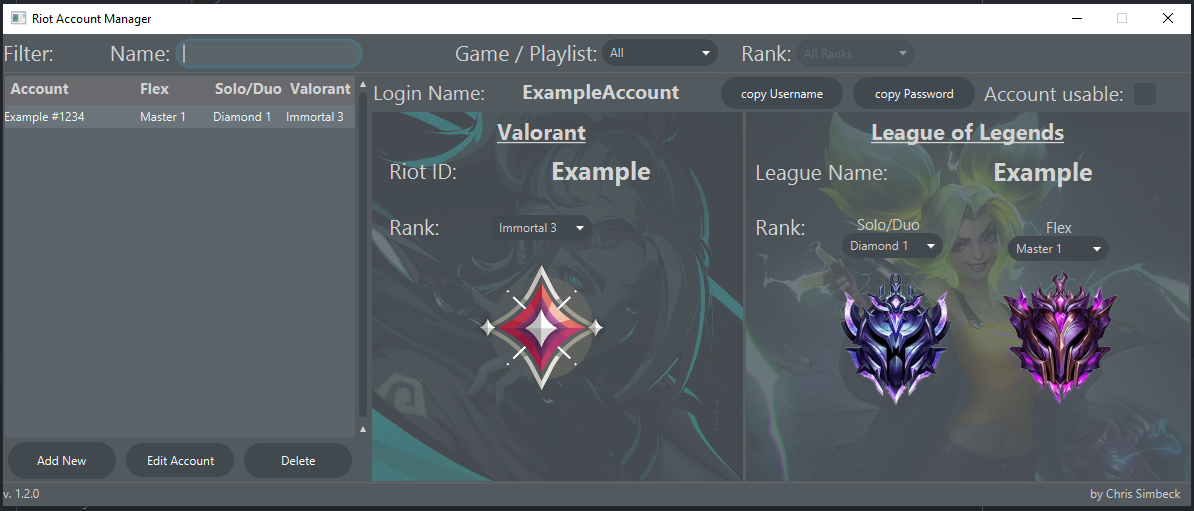 Riot Account Manager
Filter: Name: Game / Playlist: All Rank: All Ranks
Account Flex Solo/Duo Valorant
Example #1234 Master 1 Diamond 1 Immortal 3
Login Name: ExampleAccount copy Username copy Password Account usable:
Valorant
Riot ID: Example
Rank: Immortal 3
League of Legends
League Name: Example
Rank: Solo/Duo Flex
Diamond 1 Master 1
Add New Edit Account Delete
v. 1.2.0 by Chris Simbeck